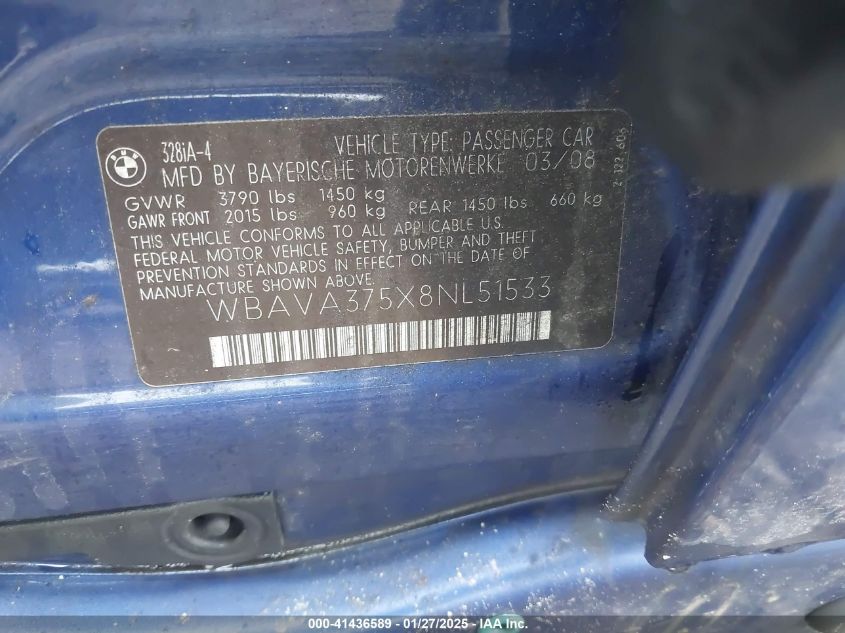 BMW
328iA-4 VEHICLE TYPE: PASSENGER CAR
MFD BY BAYERISCHE MOTORENWERKE 03/08
GVWR 3790 lbs 1450 kg
GAWR FRONT 2015 lbs 960 kg REAR 1450 lbs 660 kg
THIS VEHICLE CONFORMS TO ALL APPLICABLE U.S.
FEDERAL MOTOR VEHICLE SAFETY, BUMPER AND THEFT
PREVENTION STANDARDS IN EFFECT ON THE DATE OF
MANUFACTURE SHOWN ABOVE.
WBAVA375X8NL51533
000-41436589 - 01/27/2025 - IAA Inc.